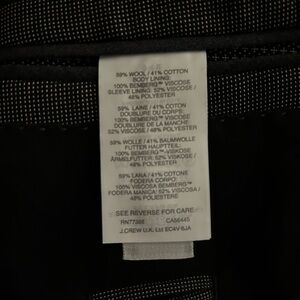 59% WOOL / 41% COTTON
BODY LINING:
100% BEMBERG™ VISCOSE
SLEEVE LINING: 52% VISCOSE /
48% POLYESTER
59% LAINE / 41% COTON
DOUBLURE DU CORPS:
100% BEMBERG™ VISCOSE
DOUBLURE DE LA MANCHE
52% VISCOSE / 48% POLYESTER
59% WOLLE / 41% BAUMWOLLE
FUTTER HAUPTTEIL:
100% BEMBERG™-VISKOSE
ÄRMELFUTTER: 52% VISKOSE/
48% POLYESTER
59% LANA / 41% COTONE
FODERA CORPO:
100% VISCOSA BEMBERG™
FODERA MANICA: 52% VISCOSA /
48% POLIESTERE
SEE REVERSE FOR CARE
RN77388 CA56445
J.CREW U.K. Ltd EC4V 6JA